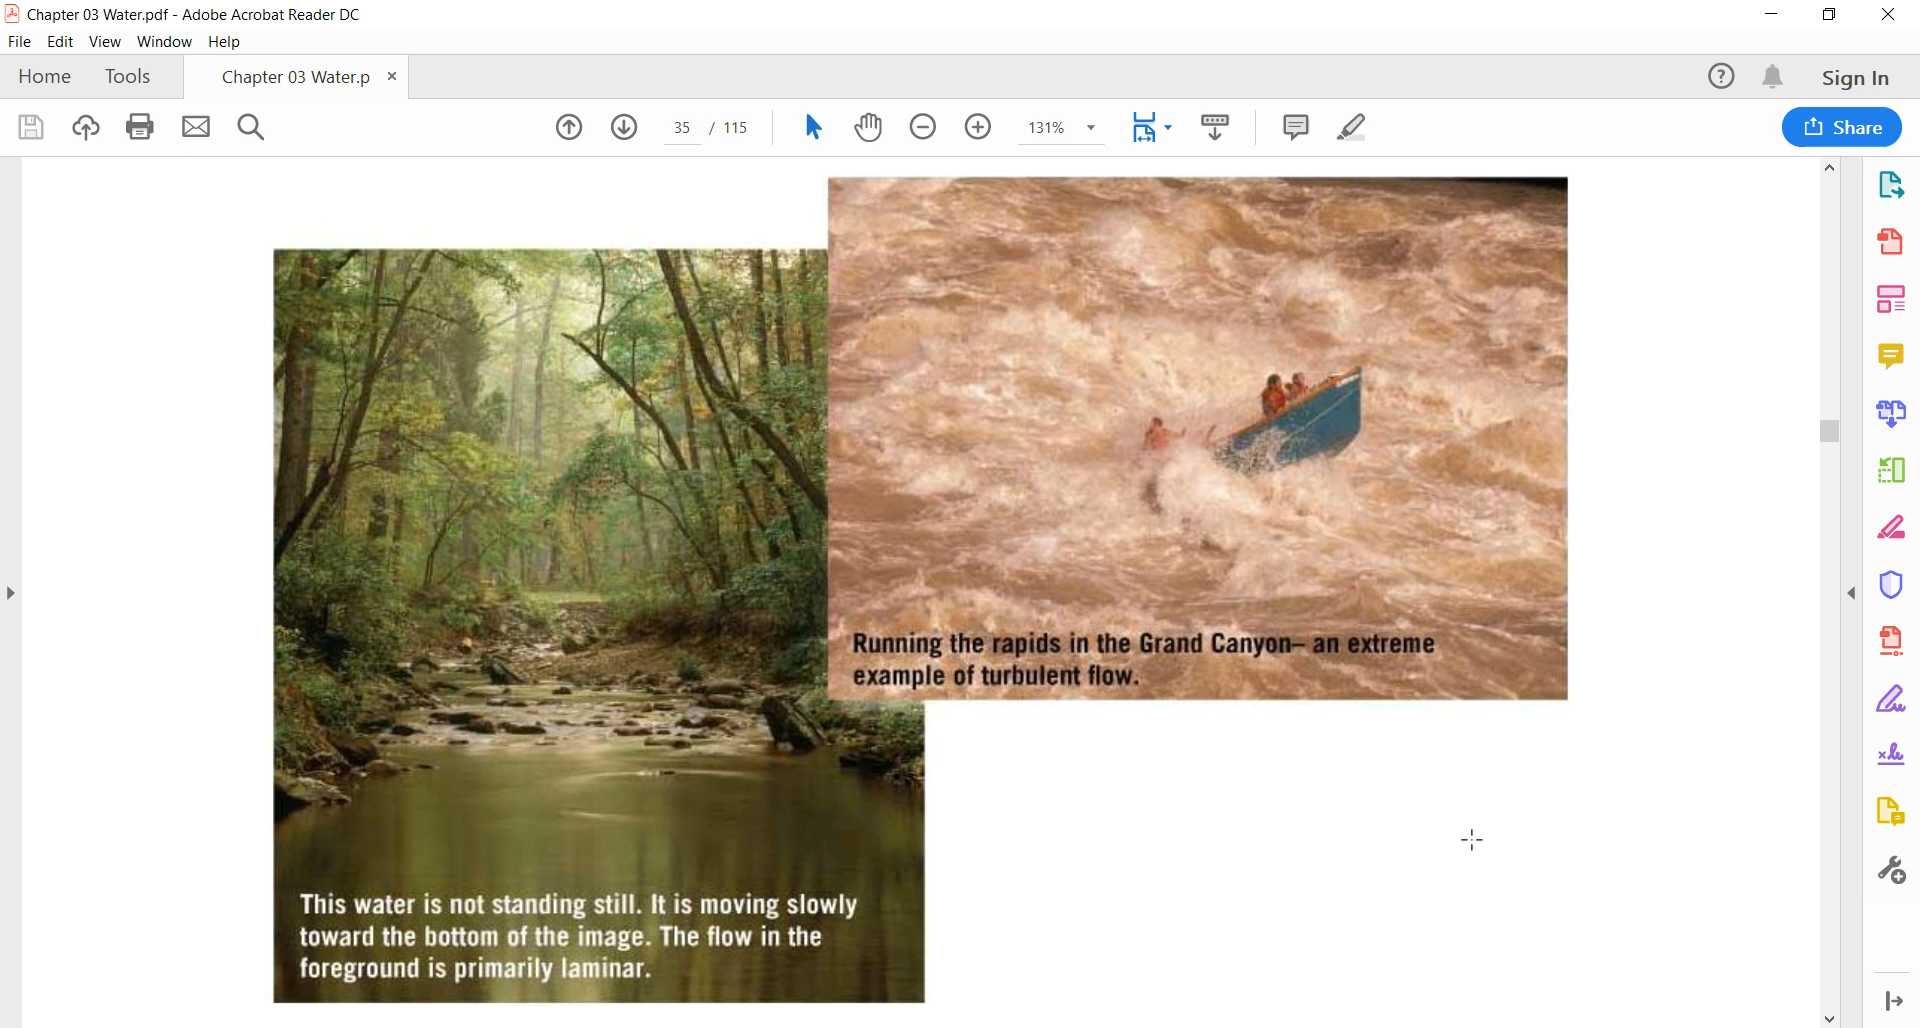 Chapter 03 Water.pdf - Adobe Acrobat Reader DC
File Edit View Window Help
Home Tools Chapter 03 Water.p × Sign In
35 / 115 131% Share
Running the rapids in the Grand Canyon– an extreme
example of turbulent flow.
This water is not standing still. It is moving slowly
toward the bottom of the image. The flow in the
foreground is primarily laminar.